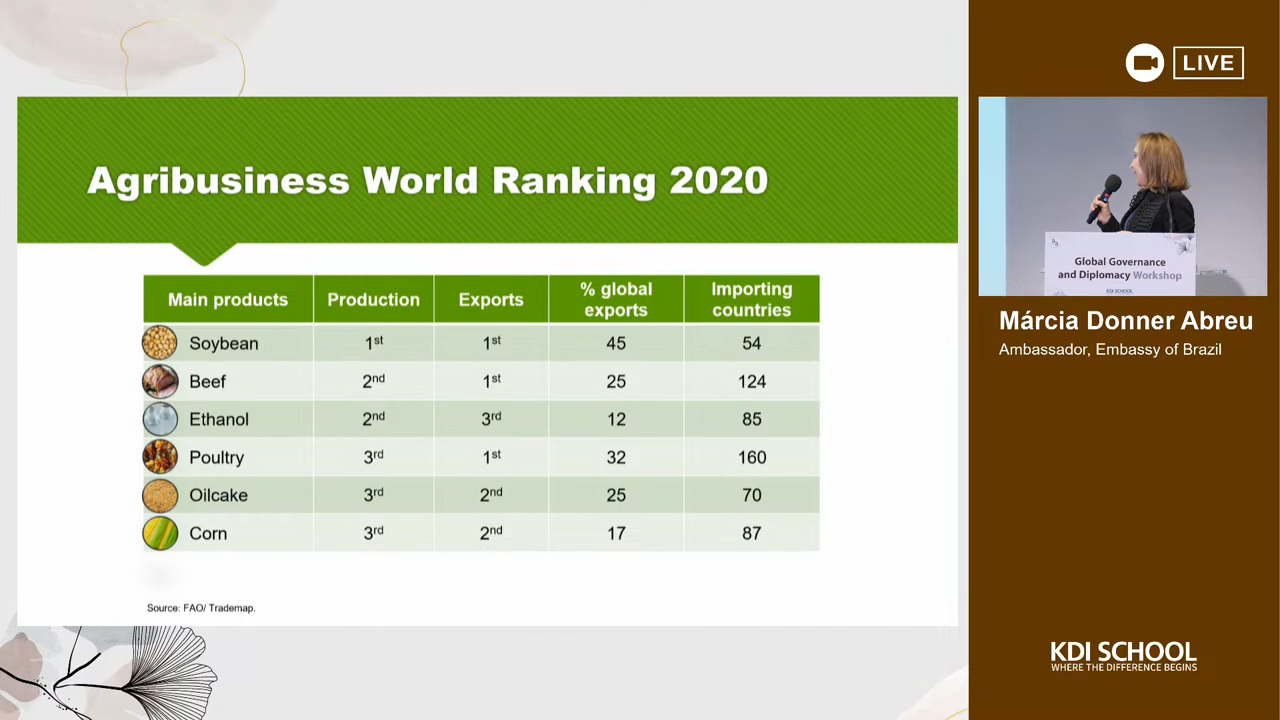 LIVE
Agribusiness World Ranking 2020
Main products Production Exports % global exports Importing countries
Soybean 1st 1st 45 54
Beef 2nd 1st 25 124
Ethanol 2nd 3rd 12 85
Poultry 3rd 1st 32 160
Oilcake 3rd 2nd 25 70
Corn 3rd 2nd 17 87
Source: FAO/ Trademap.
Global Governance
and Diplomacy Workshop
KDI SCHOOL
Márcia Donner Abreu
Ambassador, Embassy of Brazil
KDI SCHOOL
WHERE THE DIFFERENCE BEGINS